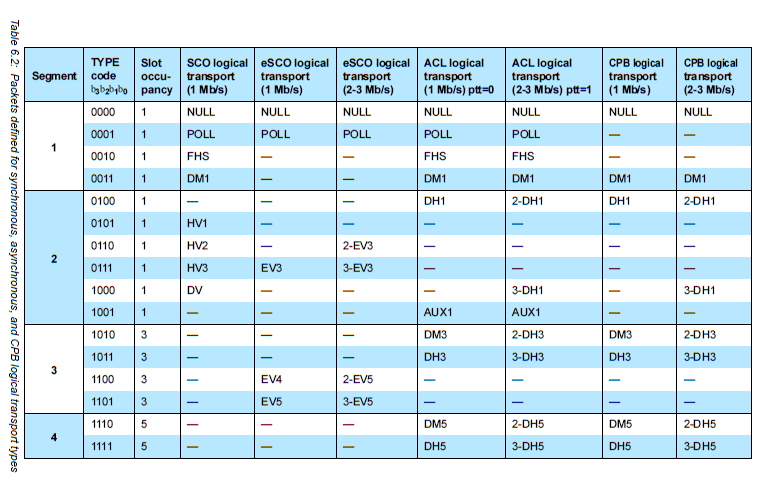 Table 6.2: Packets defined for synchronous, asynchronous, and CPB logical transport types
Segment | TYPE code b3b2b1b0 | Slot occu-pancy | SCO logical transport (1 Mb/s) | eSCO logical transport (1 Mb/s) | eSCO logical transport (2-3 Mb/s) | ACL logical transport (1 Mb/s) ptt=0 | ACL logical transport (2-3 Mb/s) ptt=1 | CPB logical transport (1 Mb/s) | CPB logical transport (2-3 Mb/s)
1 | 0000 | 1 | NULL | NULL | NULL | NULL | NULL | NULL | NULL
0001 | 1 | POLL | POLL | POLL | POLL | POLL | — | —
0010 | 1 | FHS | — | — | FHS | FHS | — | —
0011 | 1 | DM1 | — | — | DM1 | DM1 | DM1 | DM1
2 | 0100 | 1 | — | — | — | DH1 | 2-DH1 | DH1 | 2-DH1
0101 | 1 | HV1 | — | — | — | — | — | —
0110 | 1 | HV2 | — | 2-EV3 | — | — | — | —
0111 | 1 | HV3 | EV3 | 3-EV3 | — | — | — | —
1000 | 1 | DV | — | — | — | 3-DH1 | — | 3-DH1
1001 | 1 | — | — | — | AUX1 | AUX1 | — | —
3 | 1010 | 3 | — | — | — | DM3 | 2-DH3 | DM3 | 2-DH3
1011 | 3 | — | — | — | DH3 | 3-DH3 | DH3 | 3-DH3
1100 | 3 | — | EV4 | 2-EV5 | — | — | — | —
1101 | 3 | — | EV5 | 3-EV5 | — | — | — | —
4 | 1110 | 5 | — | — | — | DM5 | 2-DH5 | DM5 | 2-DH5
1111 | 5 | — | — | — | DH5 | 3-DH5 | DH5 | 3-DH5